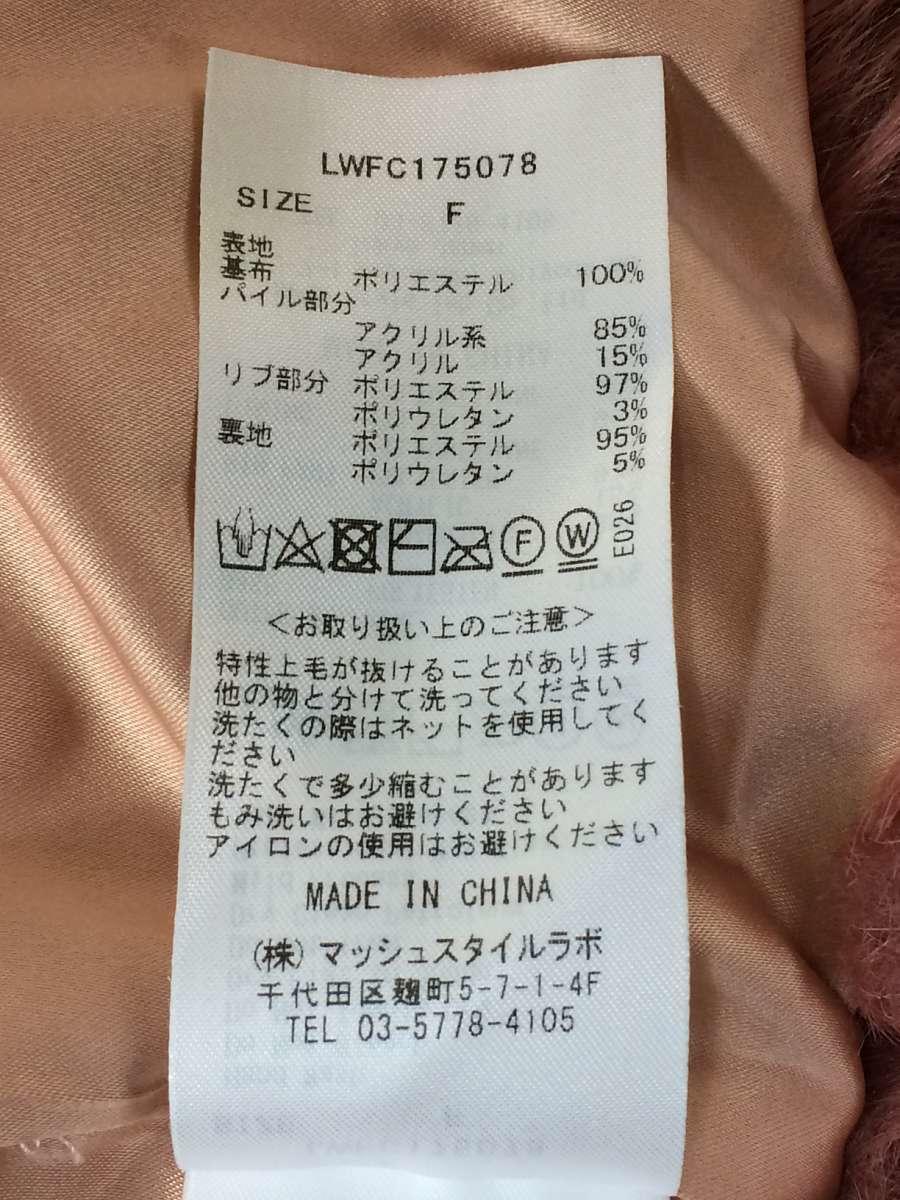 LWFC175078
SIZE F
表地
基布 ポリエステル 100%
パイル部分
アクリル系 85%
アクリル 15%
リブ部分 ポリエステル 97%
ポリウレタン 3%
裏地 ポリエステル 95%
ポリウレタン 5%
F W E026
<お取り扱い上のご注意>
特性上毛が抜けることがあります
他の物と分けて洗ってください
洗たくの際はネットを使用してく
ださい
洗たくで多少縮むことがあります
もみ洗いはお避けください
アイロンの使用はお避けください
MADE IN CHINA
(株)マッシュスタイルラボ
千代田区麹町5-7-1-4F
TEL 03-5778-4105